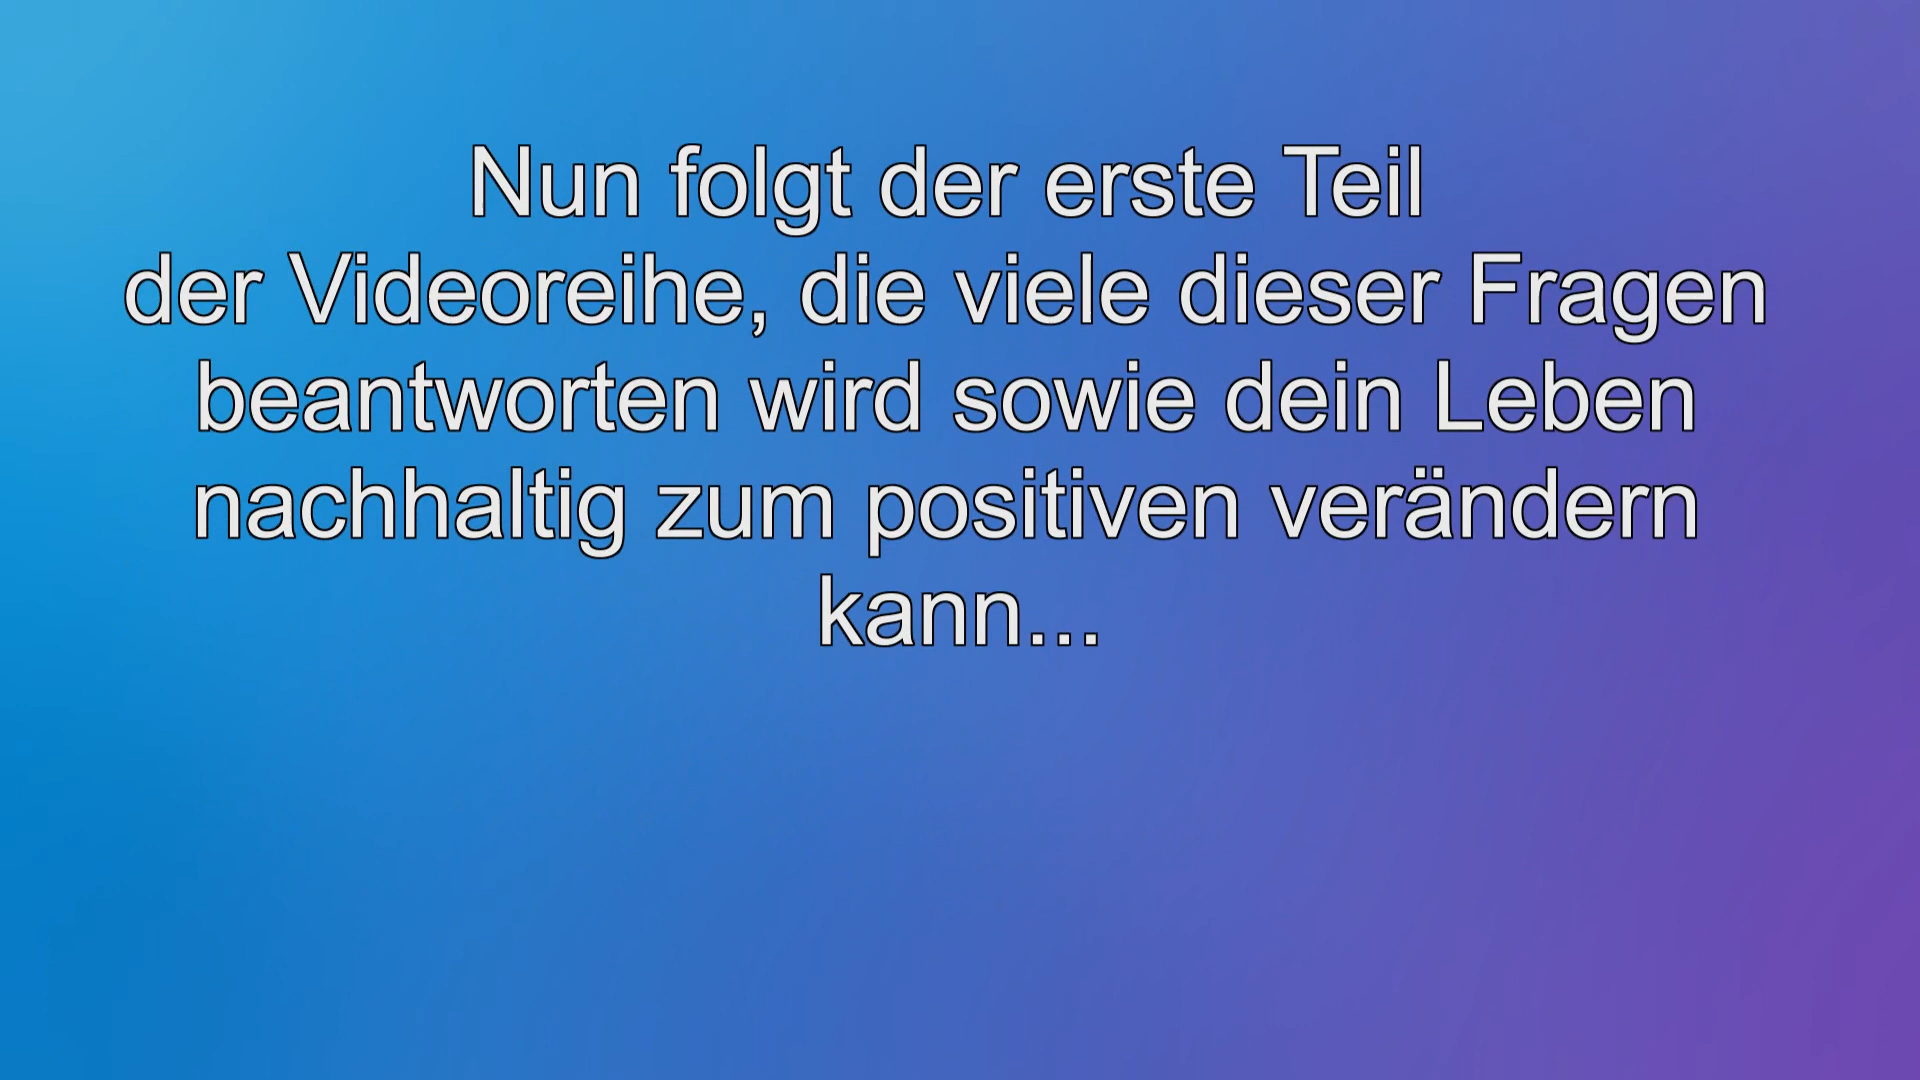 Nun folgt der erste Teil
der Videoreihe, die viele dieser Fragen
beantworten wird sowie dein Leben
nachhaltig zum positiven verändern
kann...